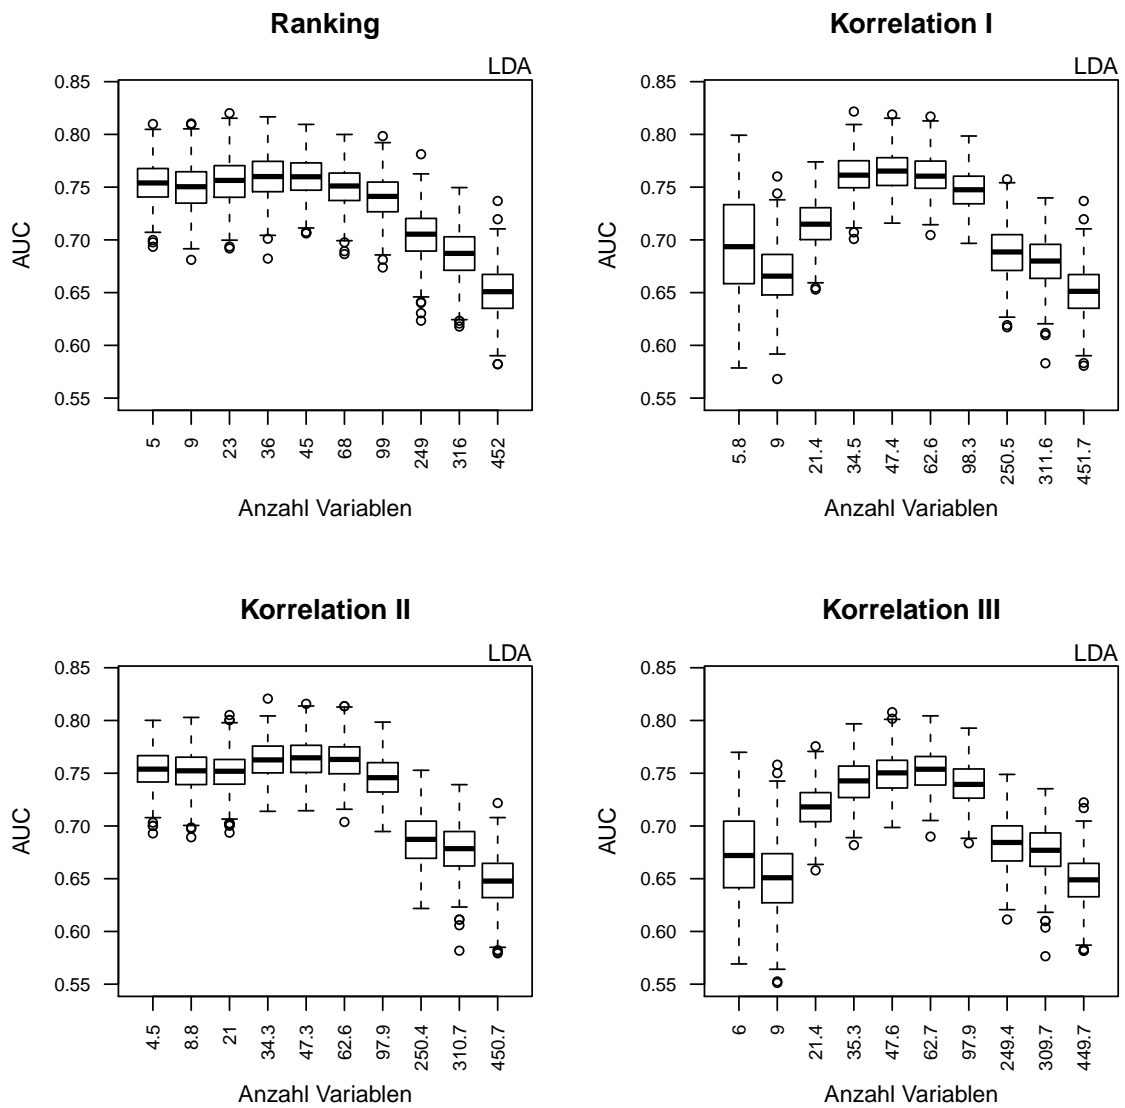 Ranking
LDA
AUC
0.85
0.80
0.75
0.70
0.65
0.60
0.55
5 9 23 36 45 68 99 249 316 452
Anzahl Variablen
Korrelation I
LDA
AUC
0.85
0.80
0.75
0.70
0.65
0.60
0.55
5.8 9 21.4 34.5 47.4 62.6 98.3 250.5 311.6 451.7
Anzahl Variablen
Korrelation II
LDA
AUC
0.85
0.80
0.75
0.70
0.65
0.60
0.55
4.5 8.8 21 34.3 47.3 62.6 97.9 250.4 310.7 450.7
Anzahl Variablen
Korrelation III
LDA
AUC
0.85
0.80
0.75
0.70
0.65
0.60
0.55
6 9 21.4 35.3 47.6 62.7 97.9 249.4 309.7 449.7
Anzahl Variablen